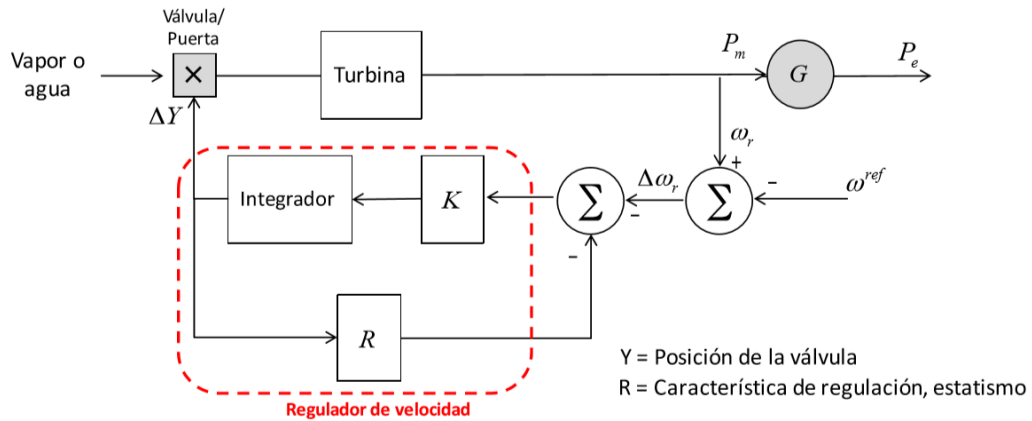 Válvula/
Puerta
Vapor o
agua
×
Turbina
P_m
G
P_e
ΔY
ω_r
+
-
ω^ref
Integrador
K
Σ
Δω_r
-
Σ
-
R
Y = Posición de la válvula
R = Característica de regulación, estatismo
Regulador de velocidad